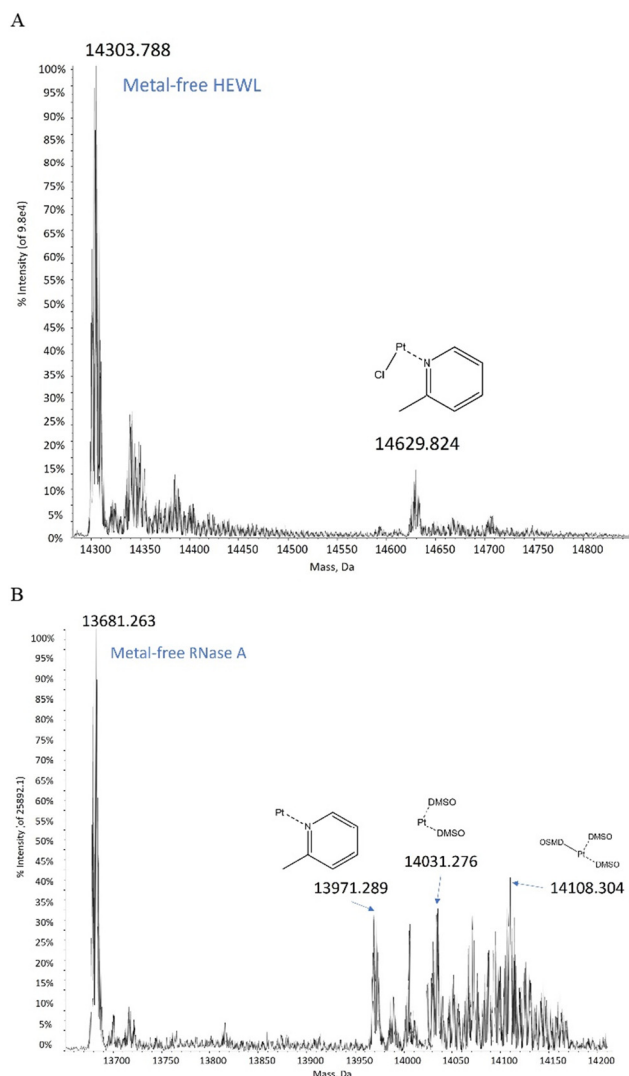 A
14303.788
Metal-free HEWL
100%
95%
90%
85%
80%
75%
70%
65%
60%
55%
50%
45%
40%
35%
30%
25%
20%
15%
10%
5%
0%
% Intensity (of 9.8e4)
Pt
Cl
N
14629.824
14300 14350 14400 14450 14500 14550 14600 14650 14700 14750 14800
Mass, Da
B
13681.263
Metal-free RNase A
100%
95%
90%
85%
80%
75%
70%
65%
60%
55%
50%
45%
40%
35%
30%
25%
20%
15%
10%
5%
0%
% Intensity (of 25892.1)
Pt
N
13971.289
DMSO
Pt
DMSO
14031.276
OSMD
Pt
DMSO
DMSO
14108.304
13700 13750 13800 13850 13900 13950 14000 14050 14100 14150 14200
Mass, Da